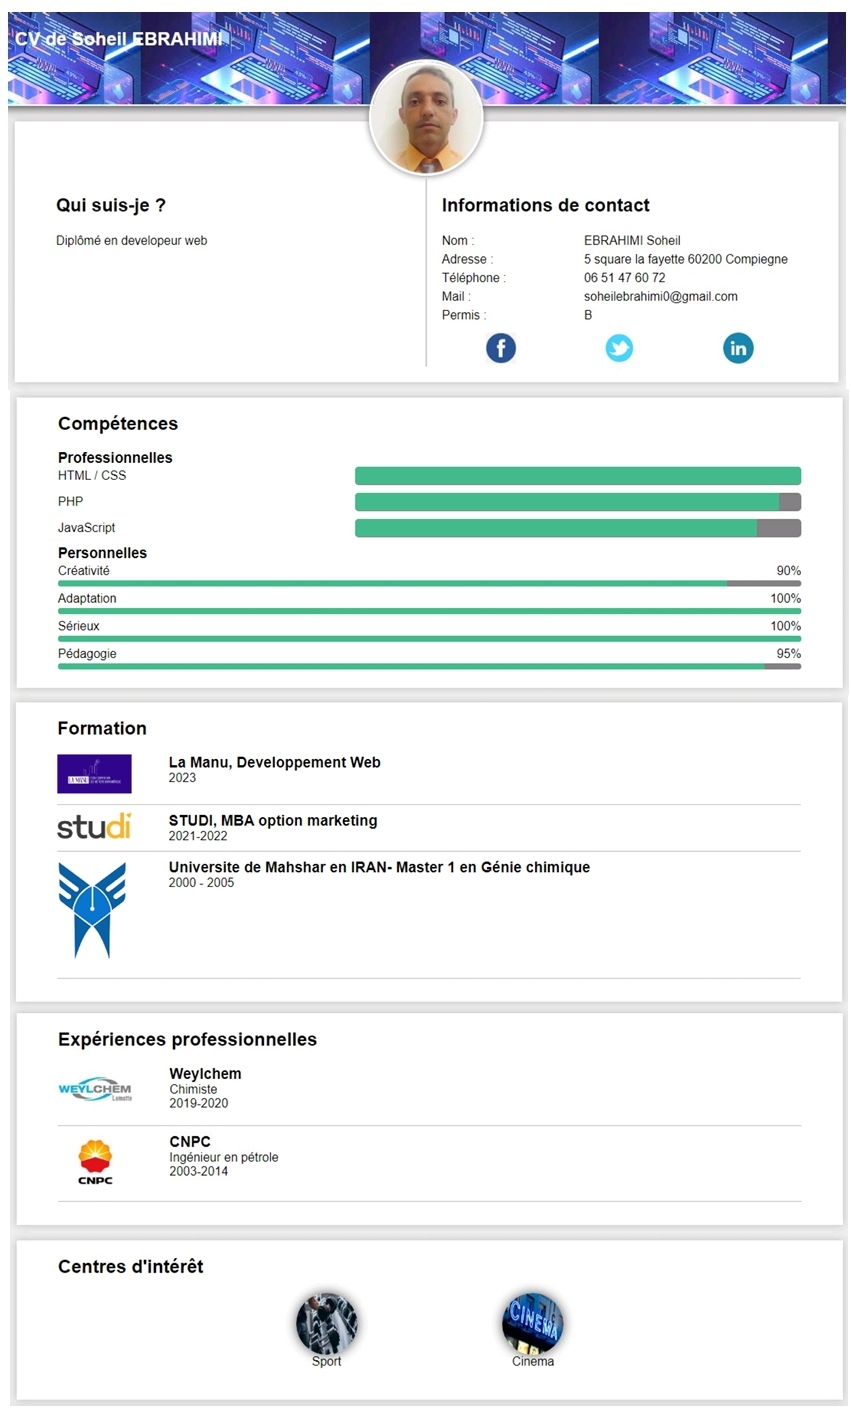 CV de Soheil EBRAHIMI
Qui suis-je ?
Diplômé en developeur web
Informations de contact
Nom : EBRAHIMI Soheil
Adresse : 5 square la fayette 60200 Compiegne
Téléphone : 06 51 47 60 72
Mail : soheilebrahimi0@gmail.com
Permis : B
Compétences
Professionnelles
HTML / CSS
PHP
JavaScript
Personnelles
Créativité 90%
Adaptation 100%
Sérieux 100%
Pédagogie 95%
Formation
LA MANU
La Manu, Developpement Web
2023
studi
STUDI, MBA option marketing
2021-2022
Universite de Mahshar en IRAN- Master 1 en Génie chimique
2000 - 2005
Expériences professionnelles
WEYLCHEM
Lamotte
Weylchem
Chimiste
2019-2020
CNPC
CNPC
Ingénieur en pétrole
2003-2014
Centres d'intérêt
CINEMA
Sport
Cinema